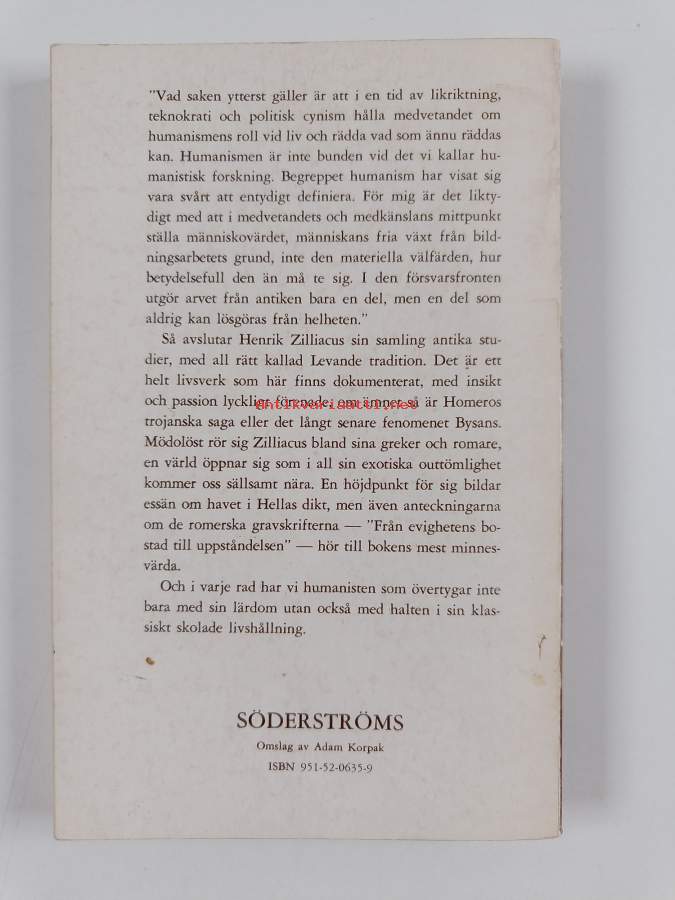 "Vad saken ytterst gäller är att i en tid av likriktning,
teknokrati och politisk cynism hålla medvetandet om
humanismens roll vid liv och rädda vad som ännu räddas
kan. Humanismen är inte bunden vid det vi kallar hu-
manistisk forskning. Begreppet humanism har visat sig
vara svårt att entydigt definiera. För mig är det likty-
digt med att i medvetandets och medkänslans mittpunkt
ställa människovärdet, människans fria växt från bild-
ningsarbetets grund, inte den materiella välfärden, hur
betydelsefull den än må te sig. I den försvarsfronten
utgör arvet från antiken bara en del, men en del som
aldrig kan lösgöras från helheten."
Så avslutar Henrik Zilliacus sin samling antika stu-
dier, med all rätt kallad Levande tradition. Det är ett
helt livsverk som här finns dokumenterat, med insikt
och passion lyckligt förenade, om ämnet så är Homeros
antikvariaatti.net
trojanska saga eller det långt senare fenomenet Bysans.
Mödolöst rör sig Zilliacus bland sina greker och romare,
en värld öppnar sig som i all sin exotiska outtömlighet
kommer oss sällsamt nära. En höjdpunkt för sig bildar
essän om havet i Hellas dikt, men även anteckningarna
om de romerska gravskrifterna — "Från evighetens bo-
stad till uppståndelsen" — hör till bokens mest minnes-
värda.
Och i varje rad har vi humanisten som övertygar inte
bara med sin lärdom utan också med halten i sin klas-
siskt skolade livshållning.
SÖDERSTRÖMS
Omslag av Adam Korpak
ISBN 951-52-0635-9